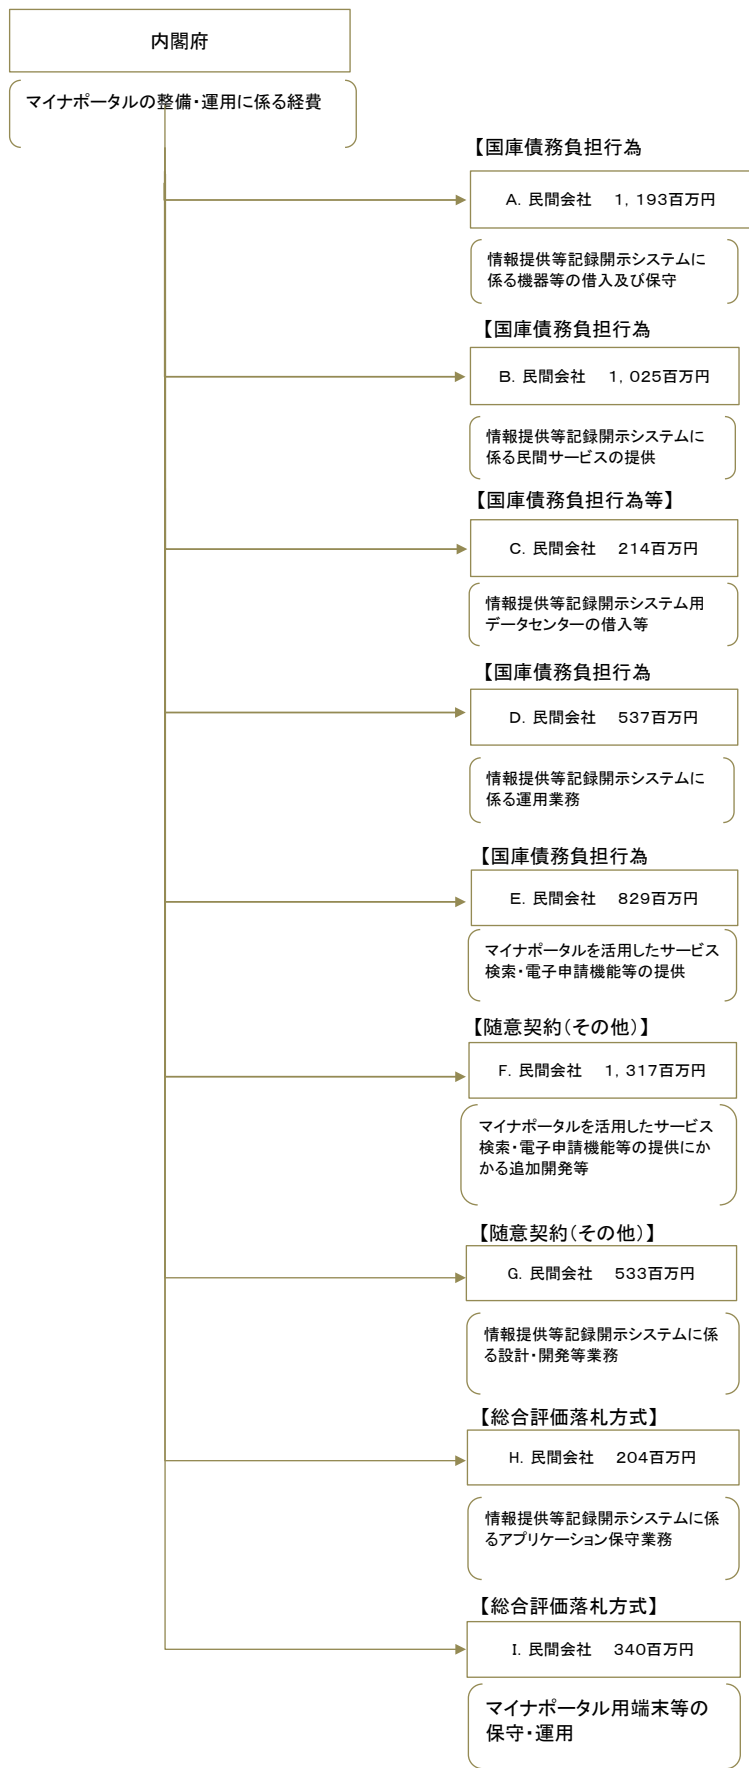 内閣府
マイナポータルの整備・運用に係る経費
【国庫債務負担行為
A. 民間会社　1, 193百万円
情報提供等記録開示システムに
係る機器等の借入及び保守
【国庫債務負担行為
B. 民間会社　1, 025百万円
情報提供等記録開示システムに
係る民間サービスの提供
【国庫債務負担行為等】
C. 民間会社　214百万円
情報提供等記録開示システム用
データセンターの借入等
【国庫債務負担行為
D. 民間会社　537百万円
情報提供等記録開示システムに
係る運用業務
【国庫債務負担行為
E. 民間会社　829百万円
マイナポータルを活用したサービス
検索・電子申請機能等の提供
【随意契約(その他)】
F. 民間会社　1, 317百万円
マイナポータルを活用したサービス
検索・電子申請機能等の提供にか
かる追加開発等
【随意契約(その他)】
G. 民間会社　533百万円
情報提供等記録開示システムに係
る設計・開発等業務
【総合評価落札方式】
H. 民間会社　204百万円
情報提供等記録開示システムに係
るアプリケーション保守業務
【総合評価落札方式】
I. 民間会社　340百万円
マイナポータル用端末等の
保守・運用